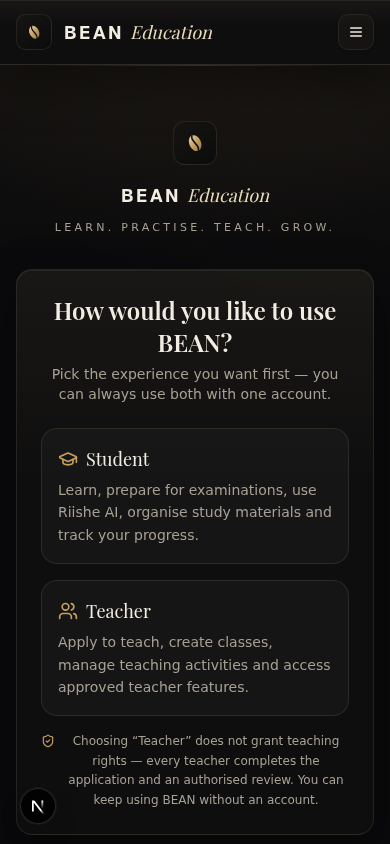 BEAN Education
BEAN Education
LEARN. PRACTISE. TEACH. GROW.
How would you like to use
BEAN?
Pick the experience you want first — you
can always use both with one account.
Student
Learn, prepare for examinations, use
Riishe AI, organise study materials and
track your progress.
Teacher
Apply to teach, create classes,
manage teaching activities and access
approved teacher features.
Choosing “Teacher” does not grant teaching
rights — every teacher completes the
application and an authorised review. You can
keep using BEAN without an account.
N